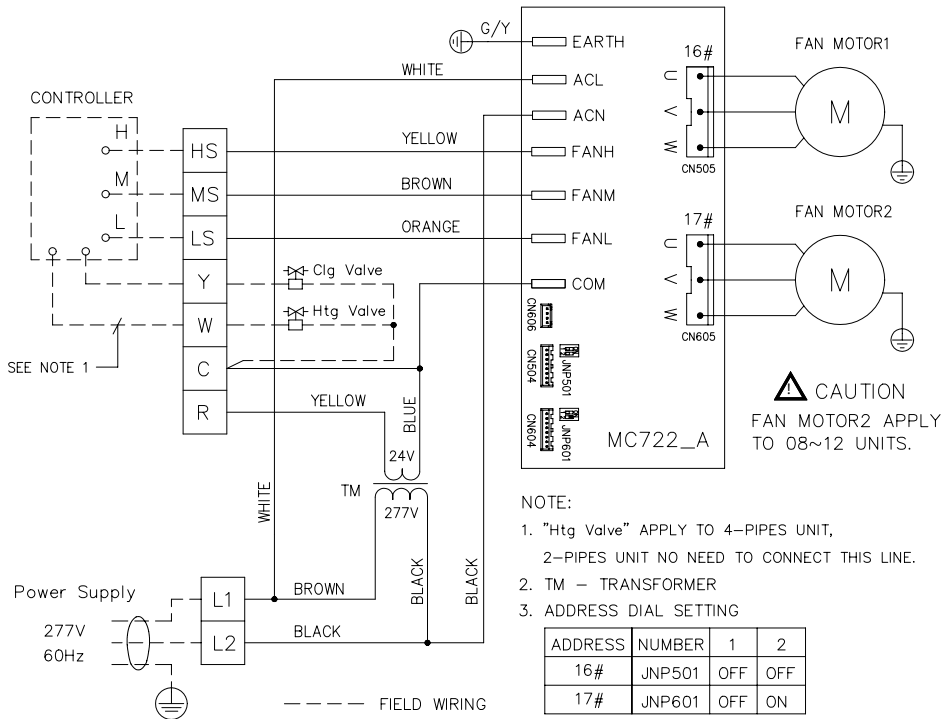 G/Y
EARTH
16#
FAN MOTOR1
WHITE
ACL
U
CONTROLLER
ACN
V
M
H
HS
YELLOW
FANH
W
CN505
M
MS
BROWN
FANM
17#
FAN MOTOR2
L
LS
ORANGE
FANL
U
Y
Clg Valve
COM
V
M
W
Htg Valve
CN606
W
CN605
SEE NOTE 1
C
CN504
JNP501
CAUTION
R
YELLOW
BLUE
CN604
JNP601
MC722_A
FAN MOTOR2 APPLY
TO 08~12 UNITS.
24V
TM
277V
WHITE
BLACK
BLACK
NOTE:
1. "Htg Valve" APPLY TO 4-PIPES UNIT,
2-PIPES UNIT NO NEED TO CONNECT THIS LINE.
2. TM - TRANSFORMER
3. ADDRESS DIAL SETTING
Power Supply
L1
BROWN
277V
60Hz
L2
BLACK
ADDRESS NUMBER 1 2
16# JNP501 OFF OFF
17# JNP601 OFF ON
FIELD WIRING